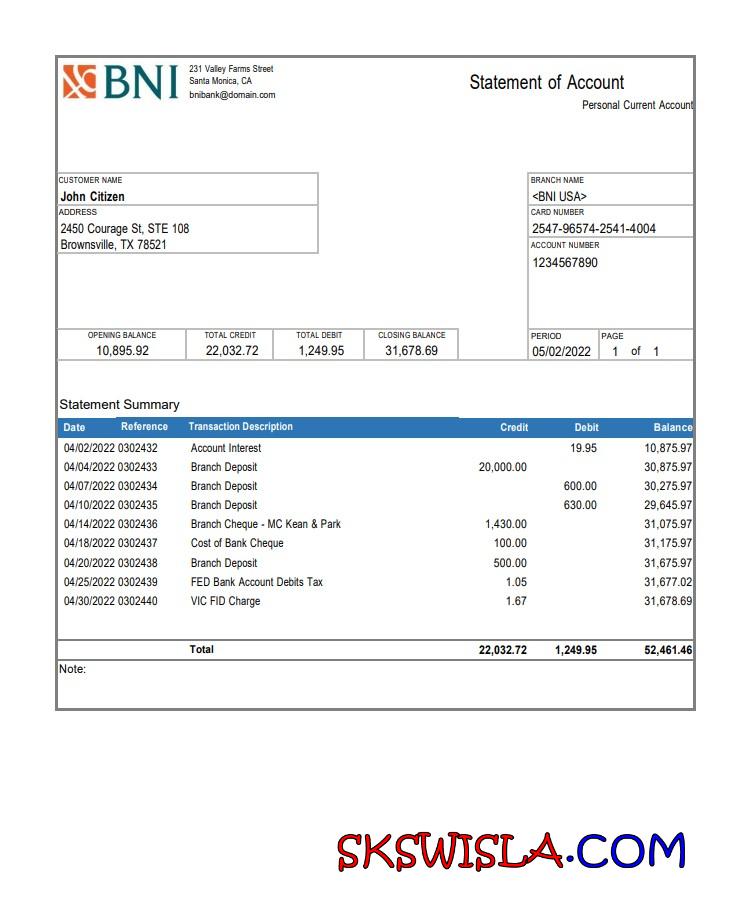 BNI
231 Valley Farms Street
Santa Monica, CA
bnibank@domain.com
Statement of Account
Personal Current Account
CUSTOMER NAME
John Citizen
ADDRESS
2450 Courage St, STE 108
Brownsville, TX 78521
BRANCH NAME
<BNI USA>
CARD NUMBER
2547-96574-2541-4004
ACCOUNT NUMBER
1234567890
OPENING BALANCE TOTAL CREDIT TOTAL DEBIT CLOSING BALANCE PERIOD PAGE
10,895.92 22,032.72 1,249.95 31,678.69 05/02/2022 1 of 1
Statement Summary
Date Reference Transaction Description Credit Debit Balance
04/02/2022 0302432 Account Interest 19.95 10,875.97
04/04/2022 0302433 Branch Deposit 20,000.00 30,875.97
04/07/2022 0302434 Branch Deposit 600.00 30,275.97
04/10/2022 0302435 Branch Deposit 630.00 29,645.97
04/14/2022 0302436 Branch Cheque - MC Kean & Park 1,430.00 31,075.97
04/18/2022 0302437 Cost of Bank Cheque 100.00 31,175.97
04/20/2022 0302438 Branch Deposit 500.00 31,675.97
04/25/2022 0302439 FED Bank Account Debits Tax 1.05 31,677.02
04/30/2022 0302440 VIC FID Charge 1.67 31,678.69
Total 22,032.72 1,249.95 52,461.46
Note:
SKSWISLA.COM